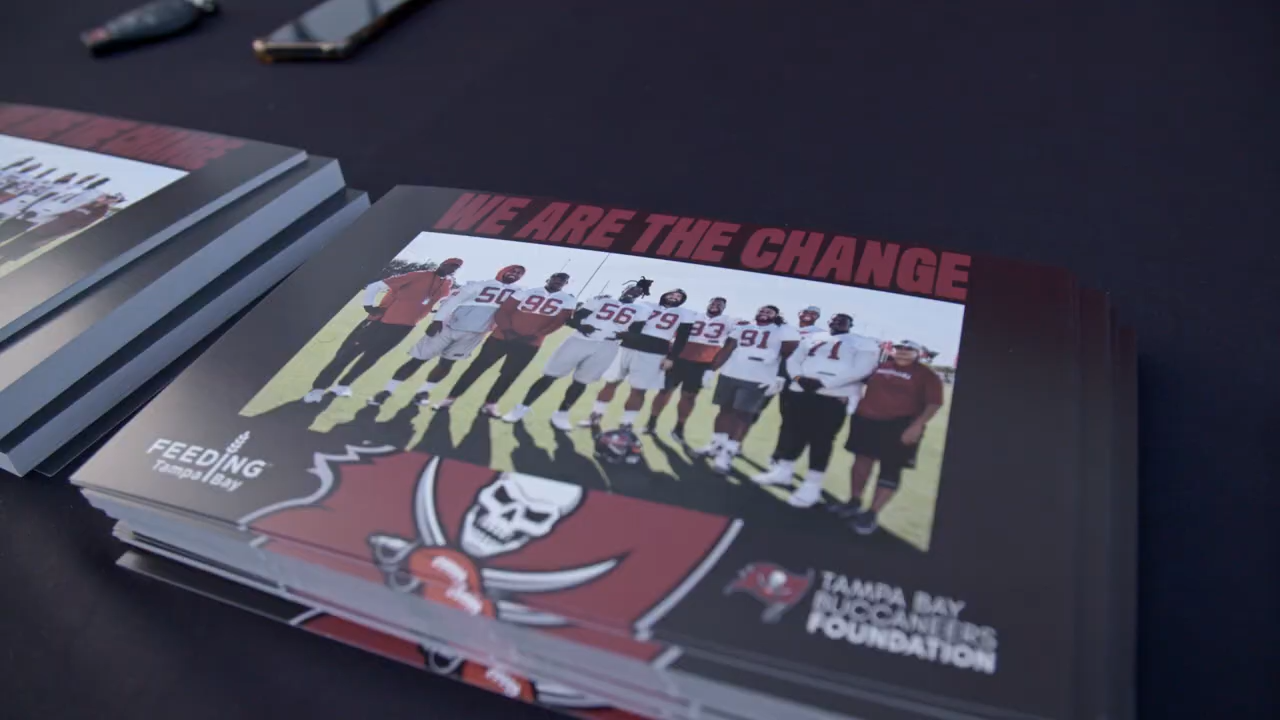 WE ARE THE CHANGE
50
96
56
79
93
91
71
FEEDING
Tampa Bay
TAMPA BAY
BUCCANEERS
FOUNDATION